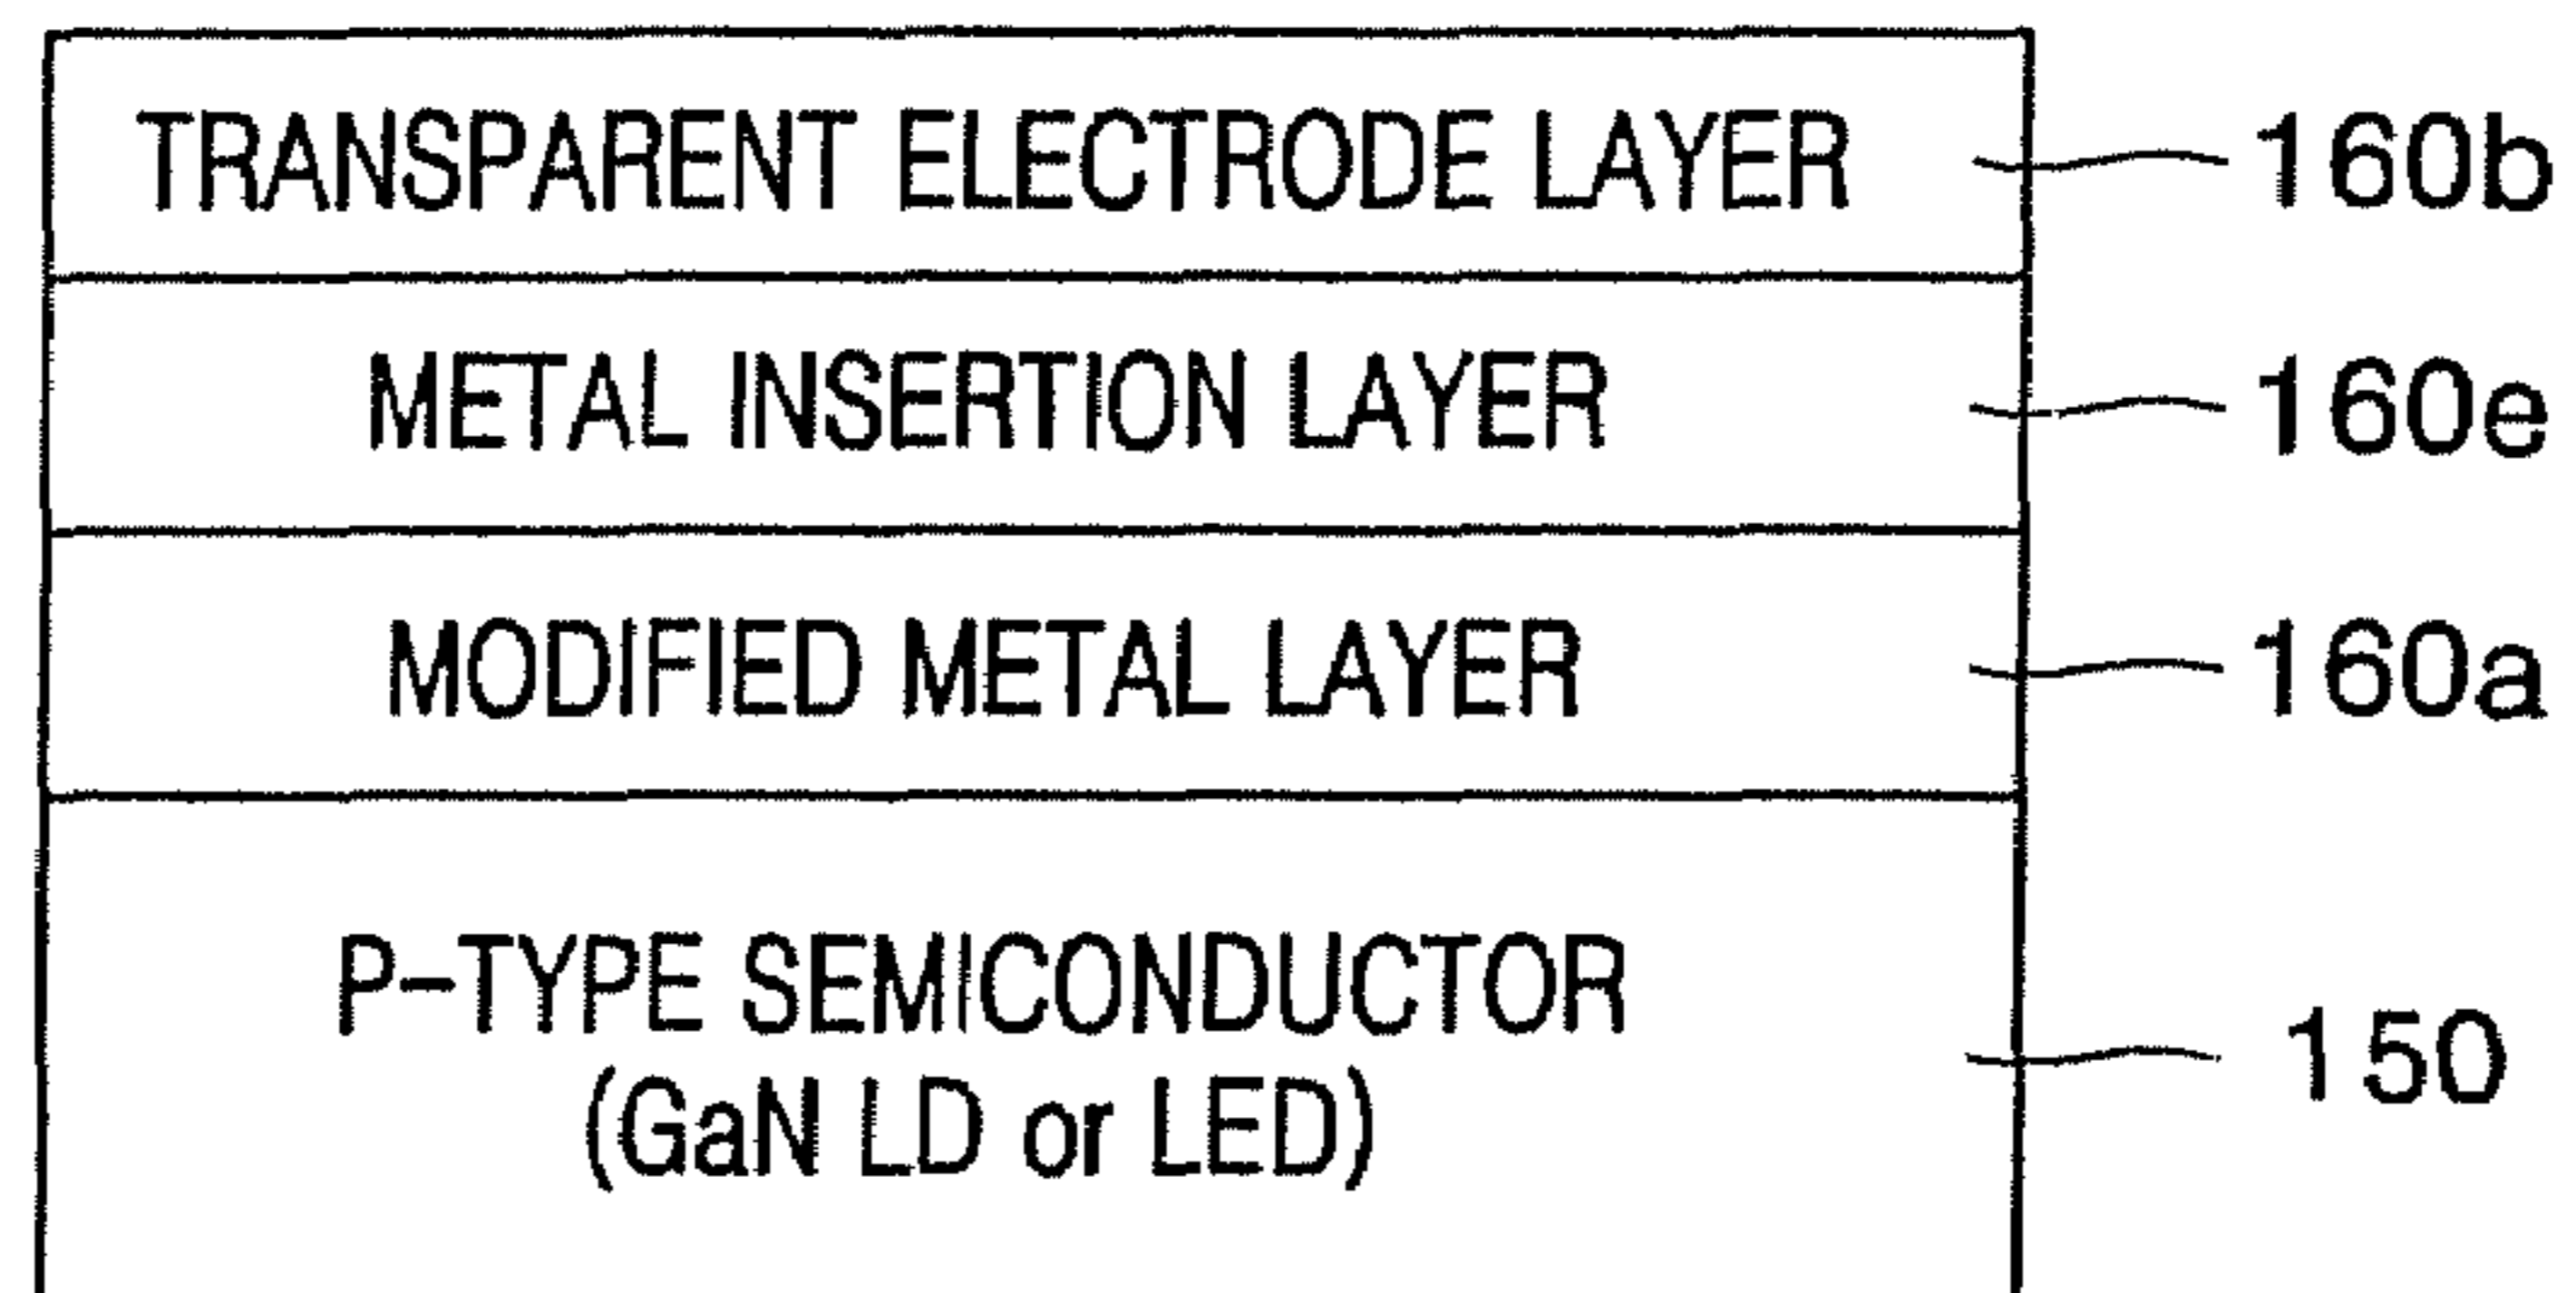 TRANSPARENT ELECTRODE LAYER 160b
METAL INSERTION LAYER 160e
MODIFIED METAL LAYER 160a
P-TYPE SEMICONDUCTOR
(GaN LD or LED)
150